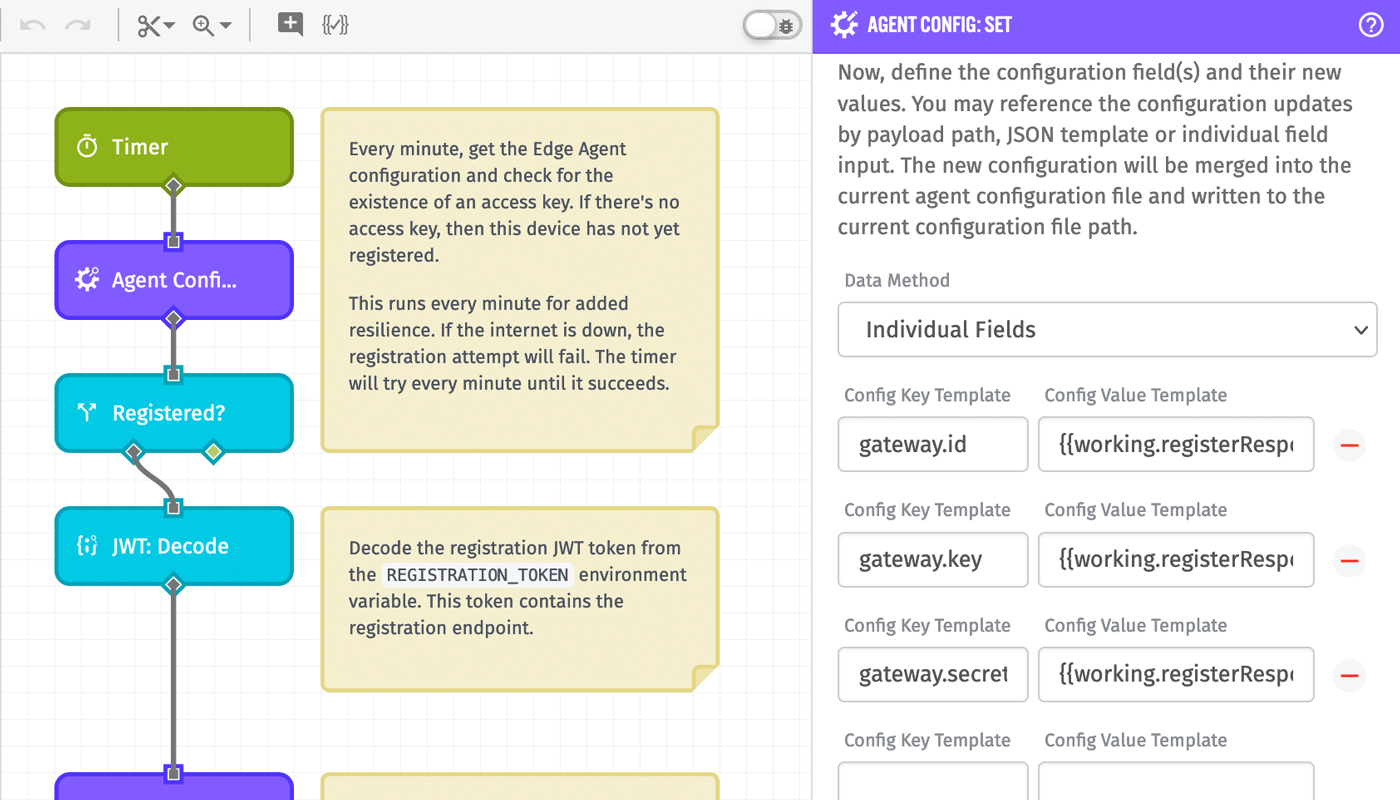 Timer
Agent Confi...
Registered?
JWT: Decode
Every minute, get the Edge Agent
configuration and check for the
existence of an access key. If there's no
access key, then this device has not yet
registered.
This runs every minute for added
resilience. If the internet is down, the
registration attempt will fail. The timer
will try every minute until it succeeds.
Decode the registration JWT token from
the REGISTRATION_TOKEN environment
variable. This token contains the
registration endpoint.
AGENT CONFIG: SET
Now, define the configuration field(s) and their new
values. You may reference the configuration updates
by payload path, JSON template or individual field
input. The new configuration will be merged into the
current agent configuration file and written to the
current configuration file path.
Data Method
Individual Fields
Config Key Template Config Value Template
gateway.id {{working.registerRespo
Config Key Template Config Value Template
gateway.key {{working.registerRespo
Config Key Template Config Value Template
gateway.secret {{working.registerRespo
Config Key Template Config Value Template